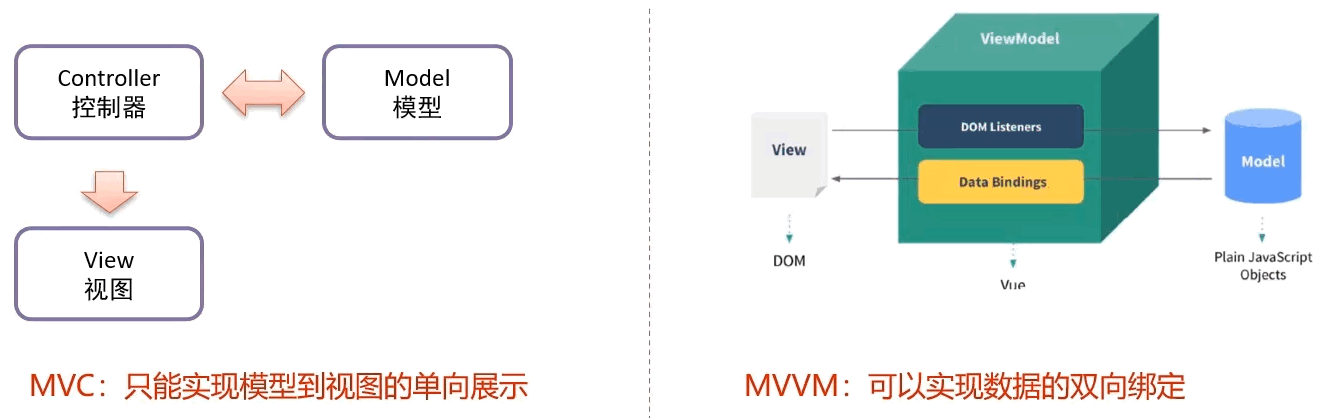 Controller
控制器
Model
模型
View
视图
MVC：只能实现模型到视图的单向展示
ViewModel
DOM Listeners
View
Data Bindings
Model
DOM
Vue
Plain JavaScript
Objects
MVVM：可以实现数据的双向绑定